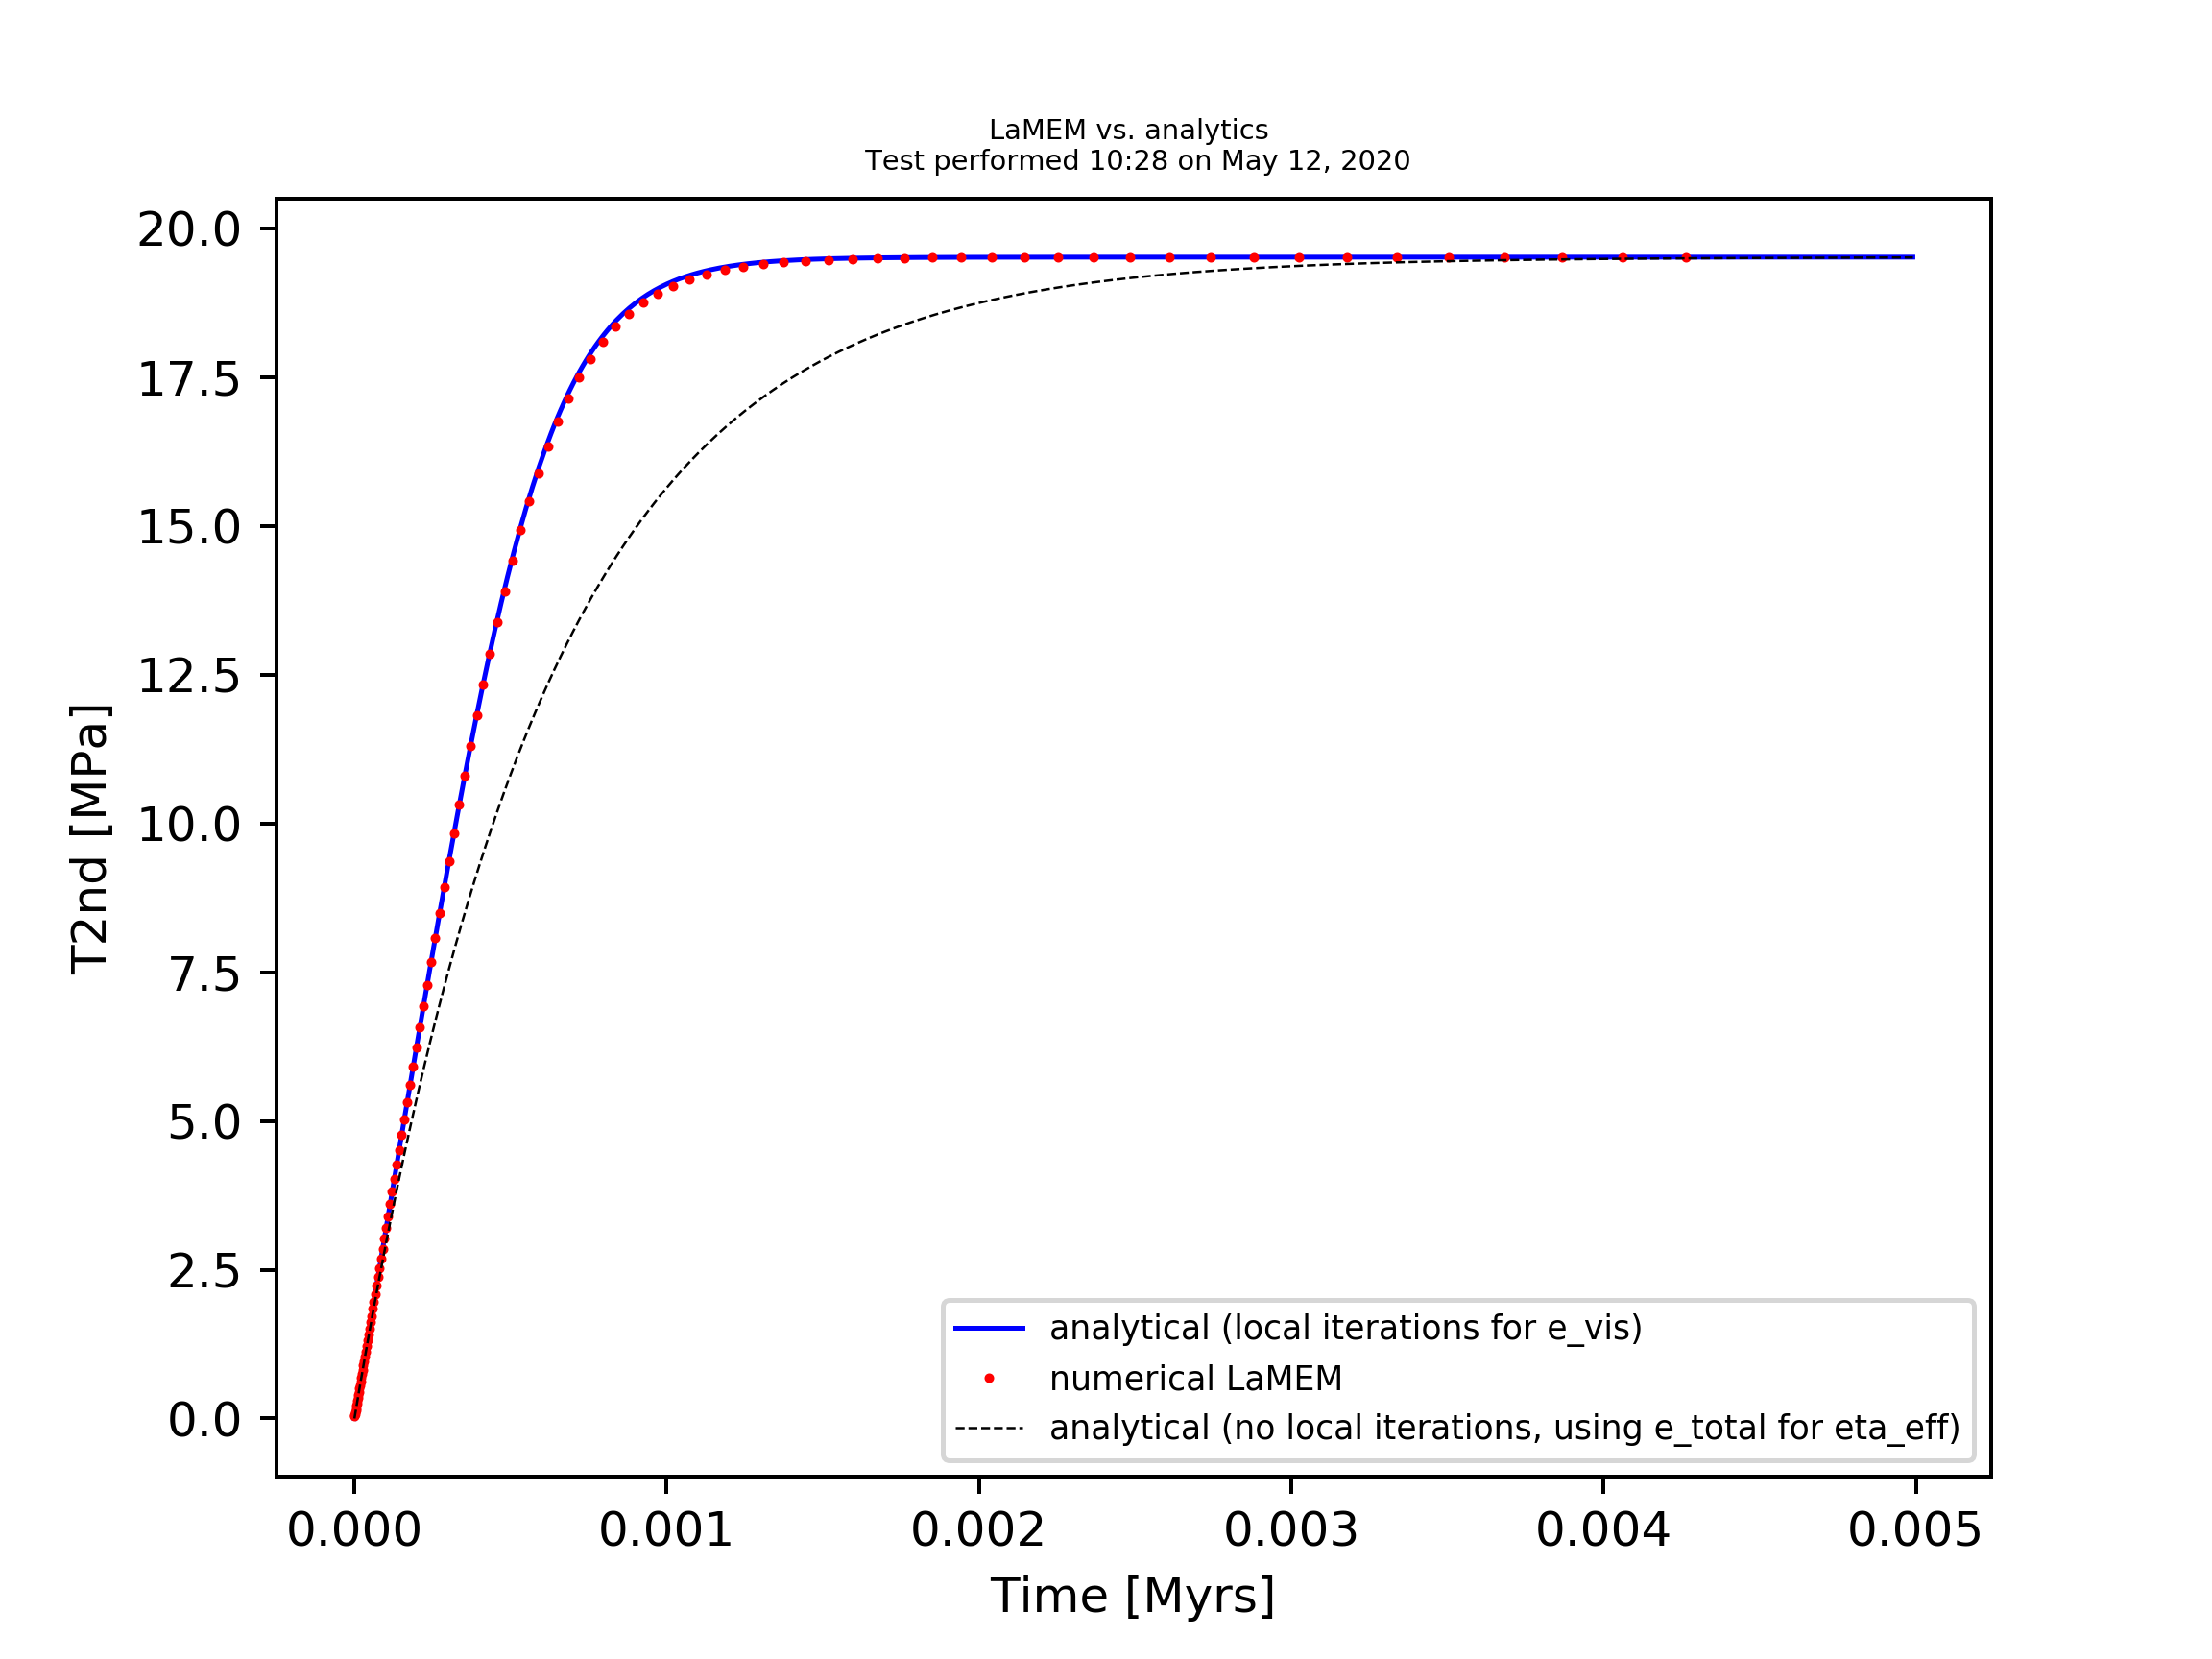 LaMEM vs. analytics
Test performed 10:28 on May 12, 2020
20.0
17.5
15.0
12.5
10.0
7.5
5.0
2.5
0.0
T2nd [MPa]
analytical (local iterations for e_vis)
numerical LaMEM
analytical (no local iterations, using e_total for eta_eff)
0.000 0.001 0.002 0.003 0.004 0.005
Time [Myrs]